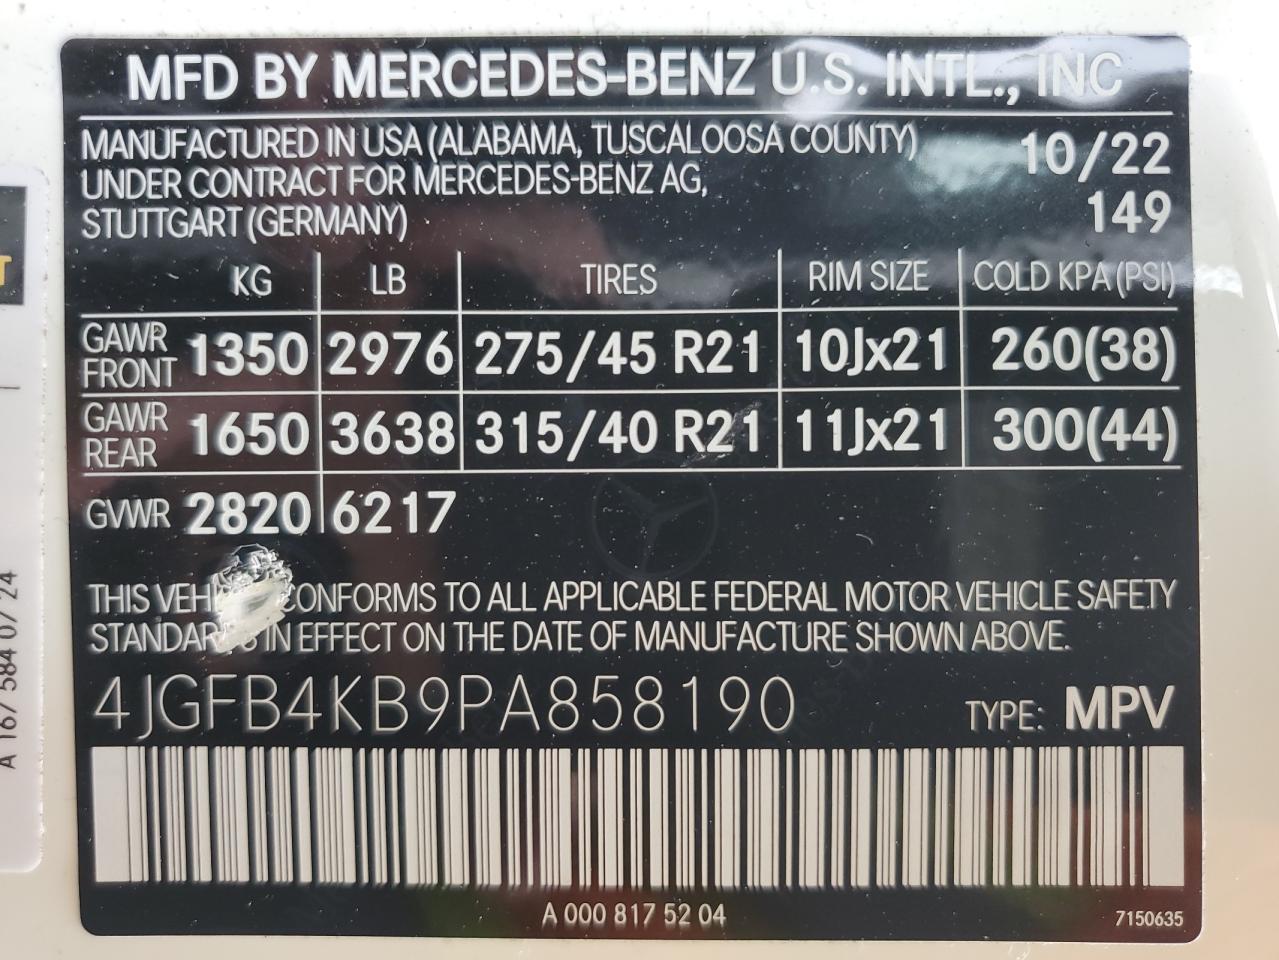 MFD BY MERCEDES-BENZ U.S. INTL., INC
MANUFACTURED IN USA (ALABAMA, TUSCALOOSA COUNTY) 10/22
UNDER CONTRACT FOR MERCEDES-BENZ AG,
STUTTGART (GERMANY) 149
KG LB TIRES RIM SIZE COLD KPA (PSI)
GAWR FRONT 1350 2976 275/45 R21 10Jx21 260(38)
GAWR REAR 1650 3638 315/40 R21 11Jx21 300(44)
GVWR 2820 6217
THIS CONFORMS TO ALL APPLICABLE FEDERAL MOTOR VEHICLE SAFETY
IN EFFECT ON THE DATE OF MANUFACTURE SHOWN ABOVE.
4JGFB4KB9PA858190 TYPE: MPV
A 000 817 52 04
7150635
A 167 584 07 24
T